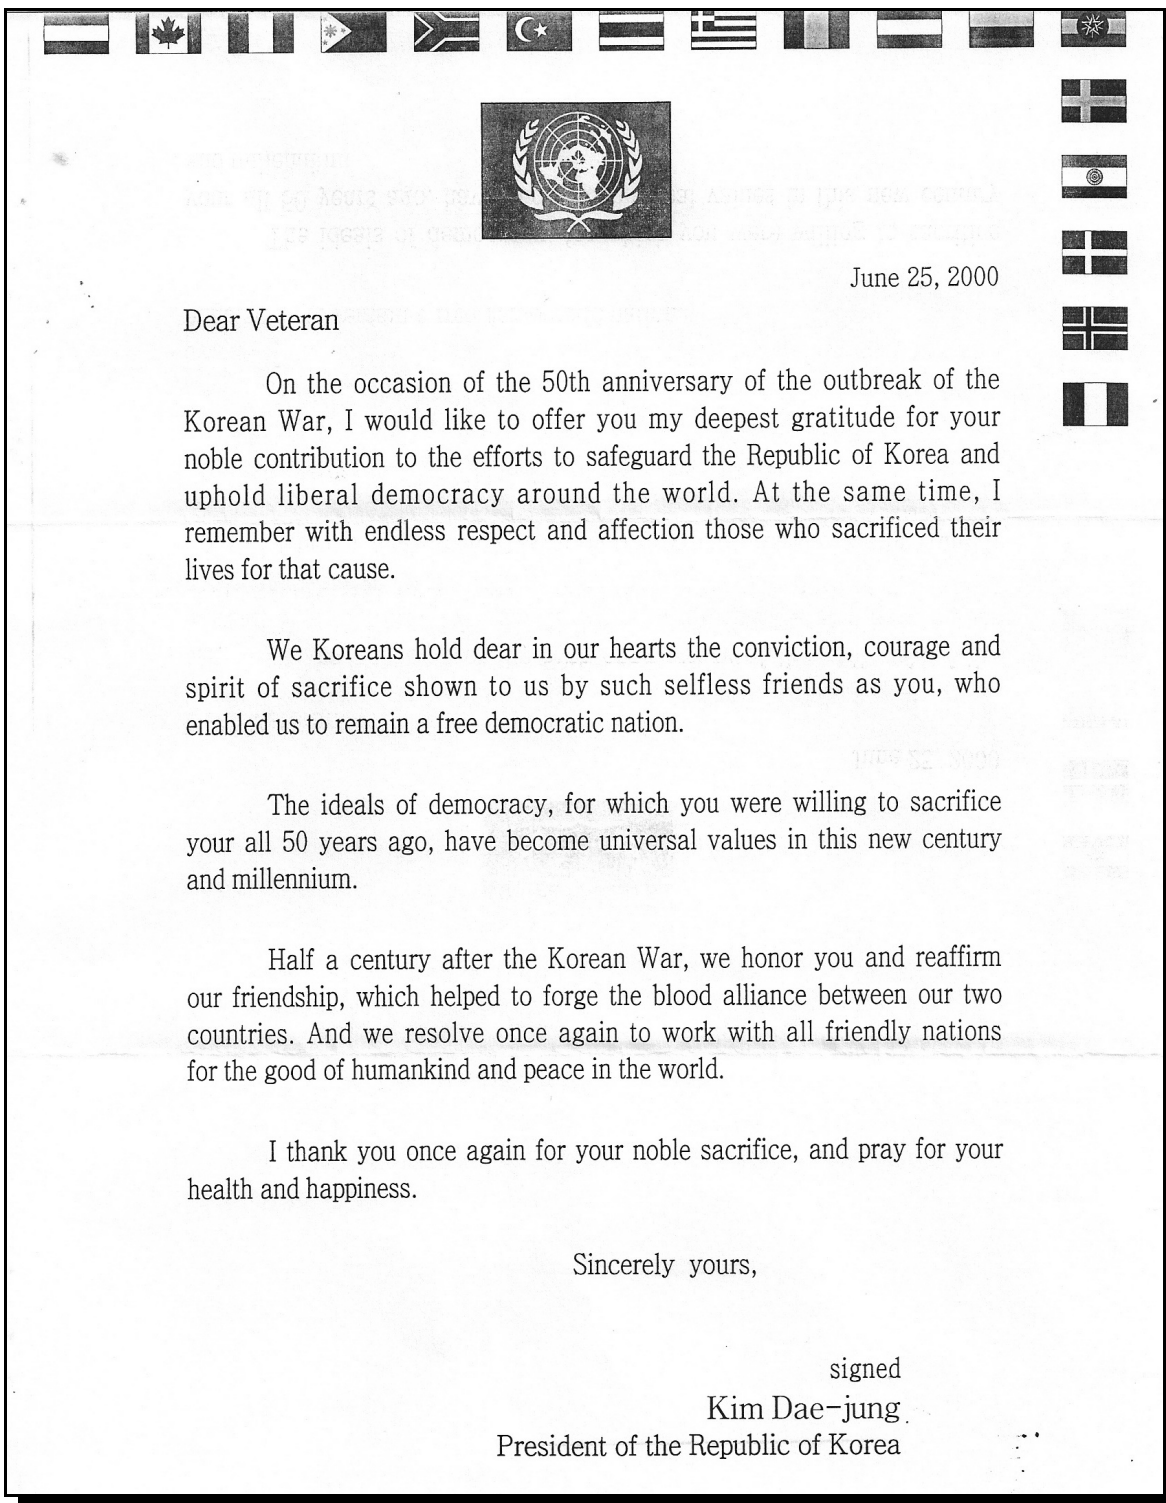 June 25, 2000
Dear Veteran
On the occasion of the 50th anniversary of the outbreak of the
Korean War, I would like to offer you my deepest gratitude for your
noble contribution to the efforts to safeguard the Republic of Korea and
uphold liberal democracy around the world. At the same time, I
remember with endless respect and affection those who sacrificed their
lives for that cause.
We Koreans hold dear in our hearts the conviction, courage and
spirit of sacrifice shown to us by such selfless friends as you, who
enabled us to remain a free democratic nation.
The ideals of democracy, for which you were willing to sacrifice
your all 50 years ago, have become universal values in this new century
and millennium.
Half a century after the Korean War, we honor you and reaffirm
our friendship, which helped to forge the blood alliance between our two
countries. And we resolve once again to work with all friendly nations
for the good of humankind and peace in the world.
I thank you once again for your noble sacrifice, and pray for your
health and happiness.
Sincerely yours,
signed
Kim Dae-jung
President of the Republic of Korea